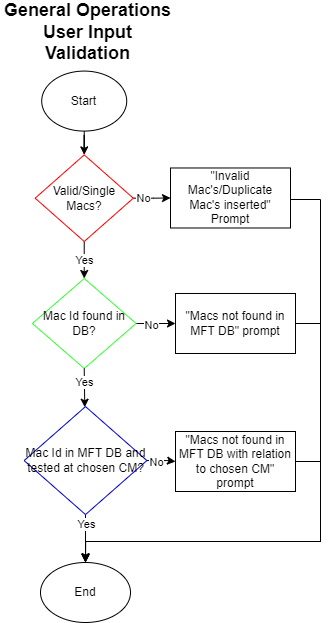 General Operations
User Input
Validation
Start
Valid/Single
Macs?
No
"Invalid
Mac's/Duplicate
Mac's inserted"
Prompt
Yes
Mac Id found in
DB?
No
"Macs not found in
MFT DB" prompt
Yes
Mac Id in MFT DB and
tested at chosen CM?
No
"Macs not found in
MFT DB with relation
to chosen CM"
prompt
Yes
End